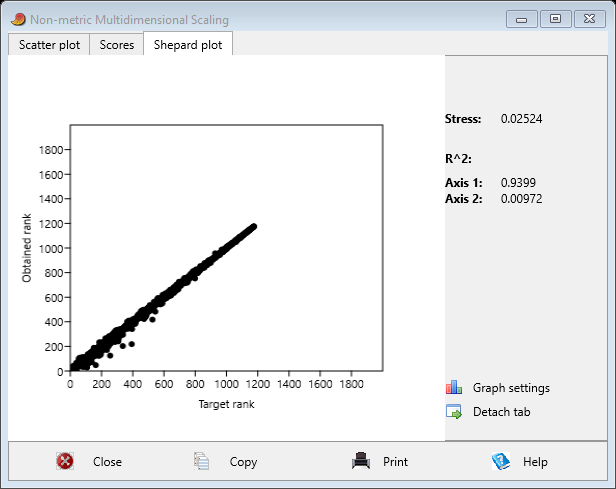 Non-metric Multidimensional Scaling
Scatter plot Scores Shepard plot
Stress: 0.02524
R^2:
Axis 1: 0.9399
Axis 2: 0.00972
Obtained rank
1800
1600
1400
1200
1000
800
600
400
200
0
0 200 400 600 800 1000 1200 1400 1600 1800
Target rank
Graph settings
Detach tab
Close Copy Print Help